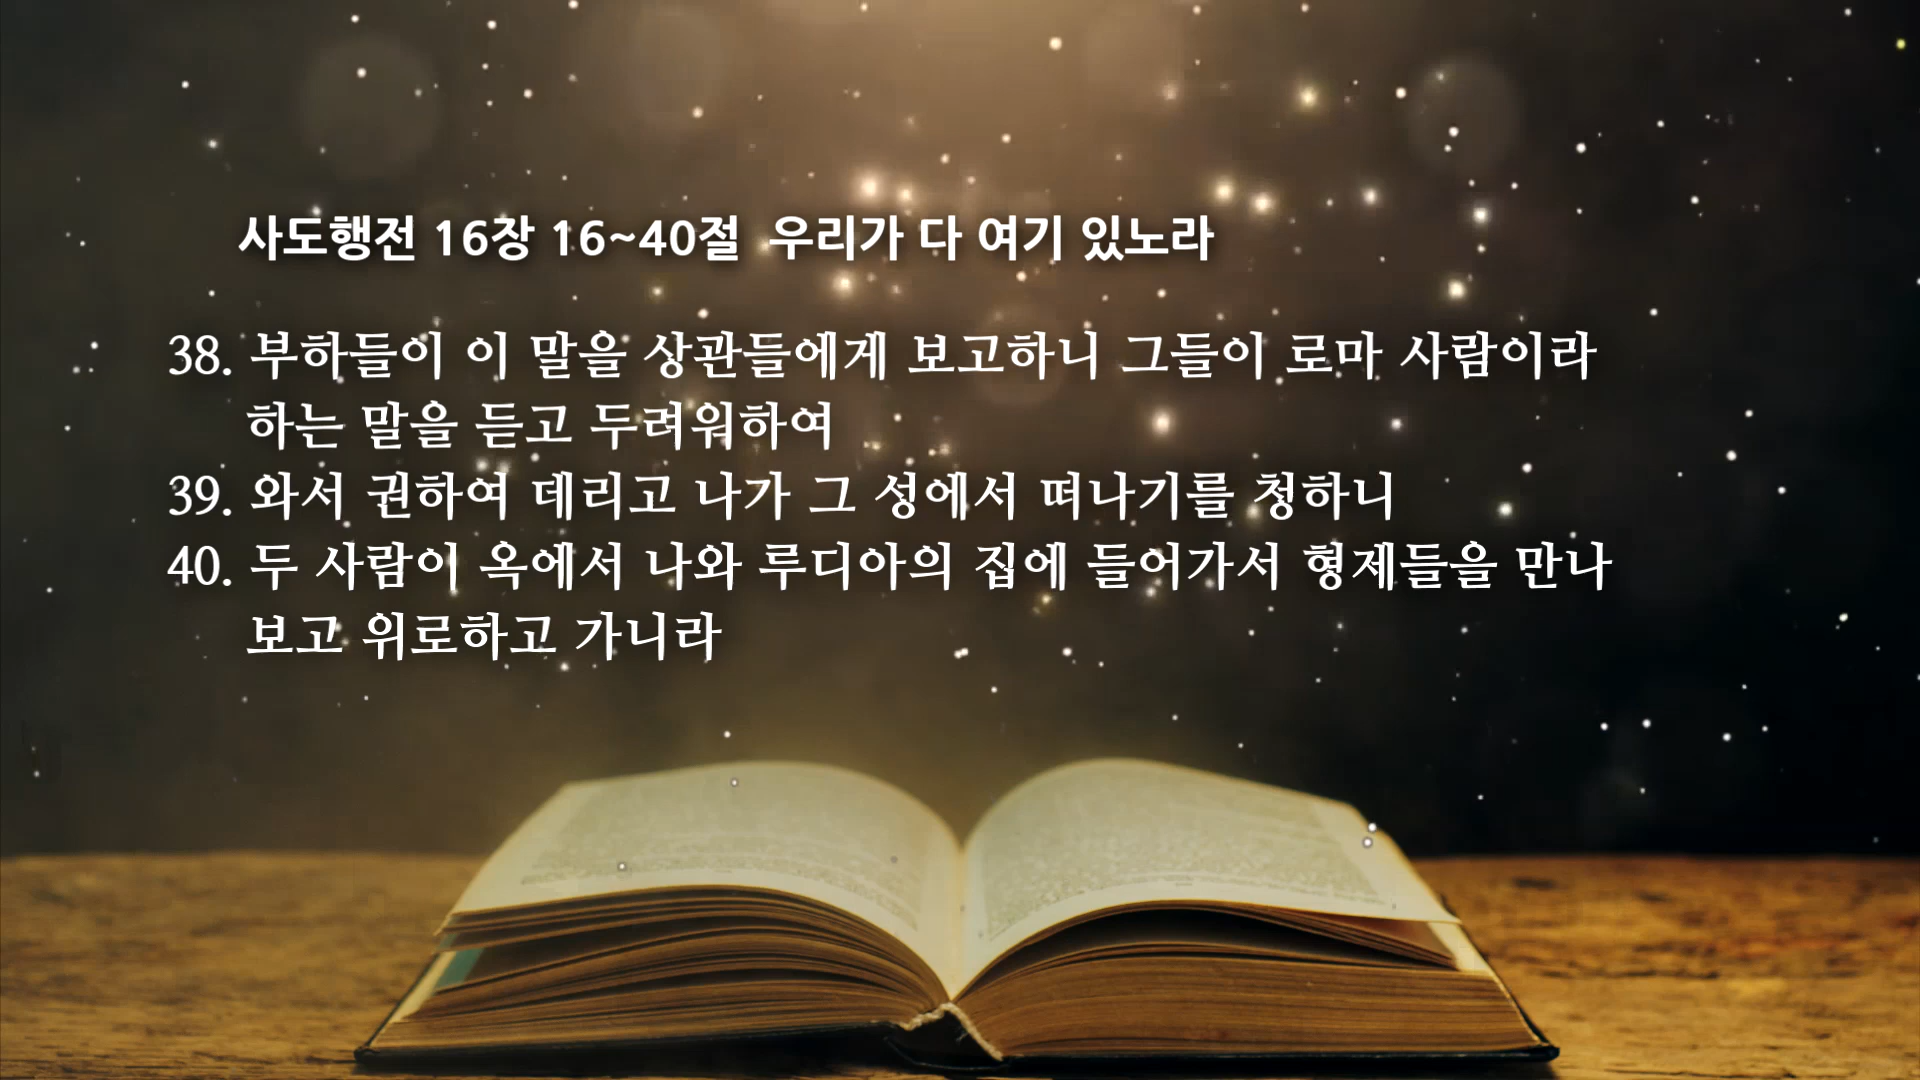 사도행전 16장 16~40절 우리가 다 여기 있노라
38. 부하들이 이 말을 상관들에게 보고하니 그들이 로마 사람이라
하는 말을 듣고 두려워하여
39. 와서 권하여 데리고 나가 그 성에서 떠나기를 청하니
40. 두 사람이 옥에서 나와 루디아의 집에 들어가서 형제들을 만나
보고 위로하고 가니라